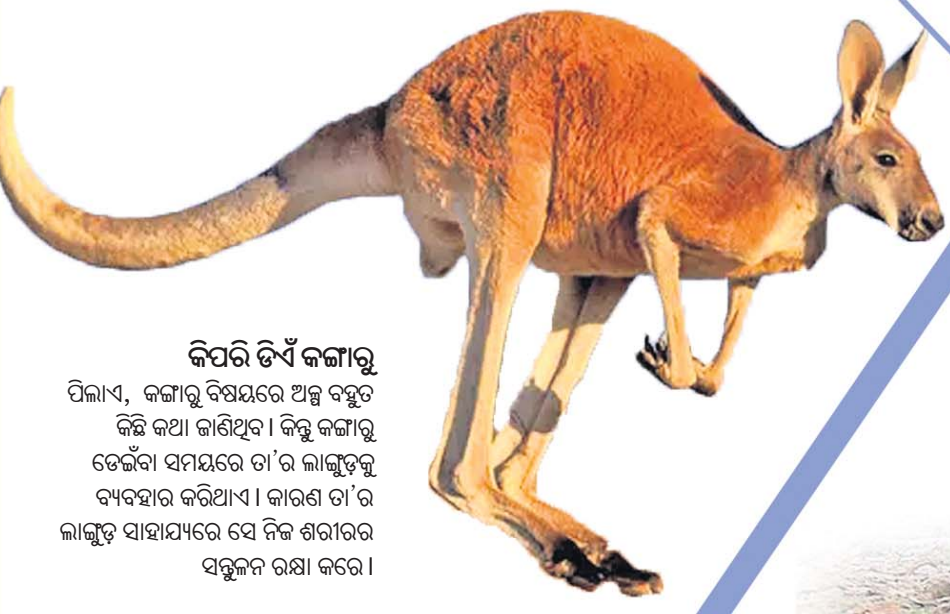 କିପରି ଡିଏଁ କଙ୍ଗାରୁ
ପିଲାଏ, କଙ୍ଗାରୁ ବିଷୟରେ ଅଳ୍ପ ବହୁତ
କିଛି କଥା ଜାଣିଥିବ। କିନ୍ତୁ କଙ୍ଗାରୁ
ଡେଇଁବା ସମୟରେ ତା'ର ଲାଙ୍ଗୁଡ଼କୁ
ବ୍ୟବହାର କରିଥାଏ। କାରଣ ତା'ର
ଲାଙ୍ଗୁଡ଼ ସାହାଯ୍ୟରେ ସେ ନିଜ ଶରୀରର
ସନ୍ତୁଳନ ରକ୍ଷା କରେ।